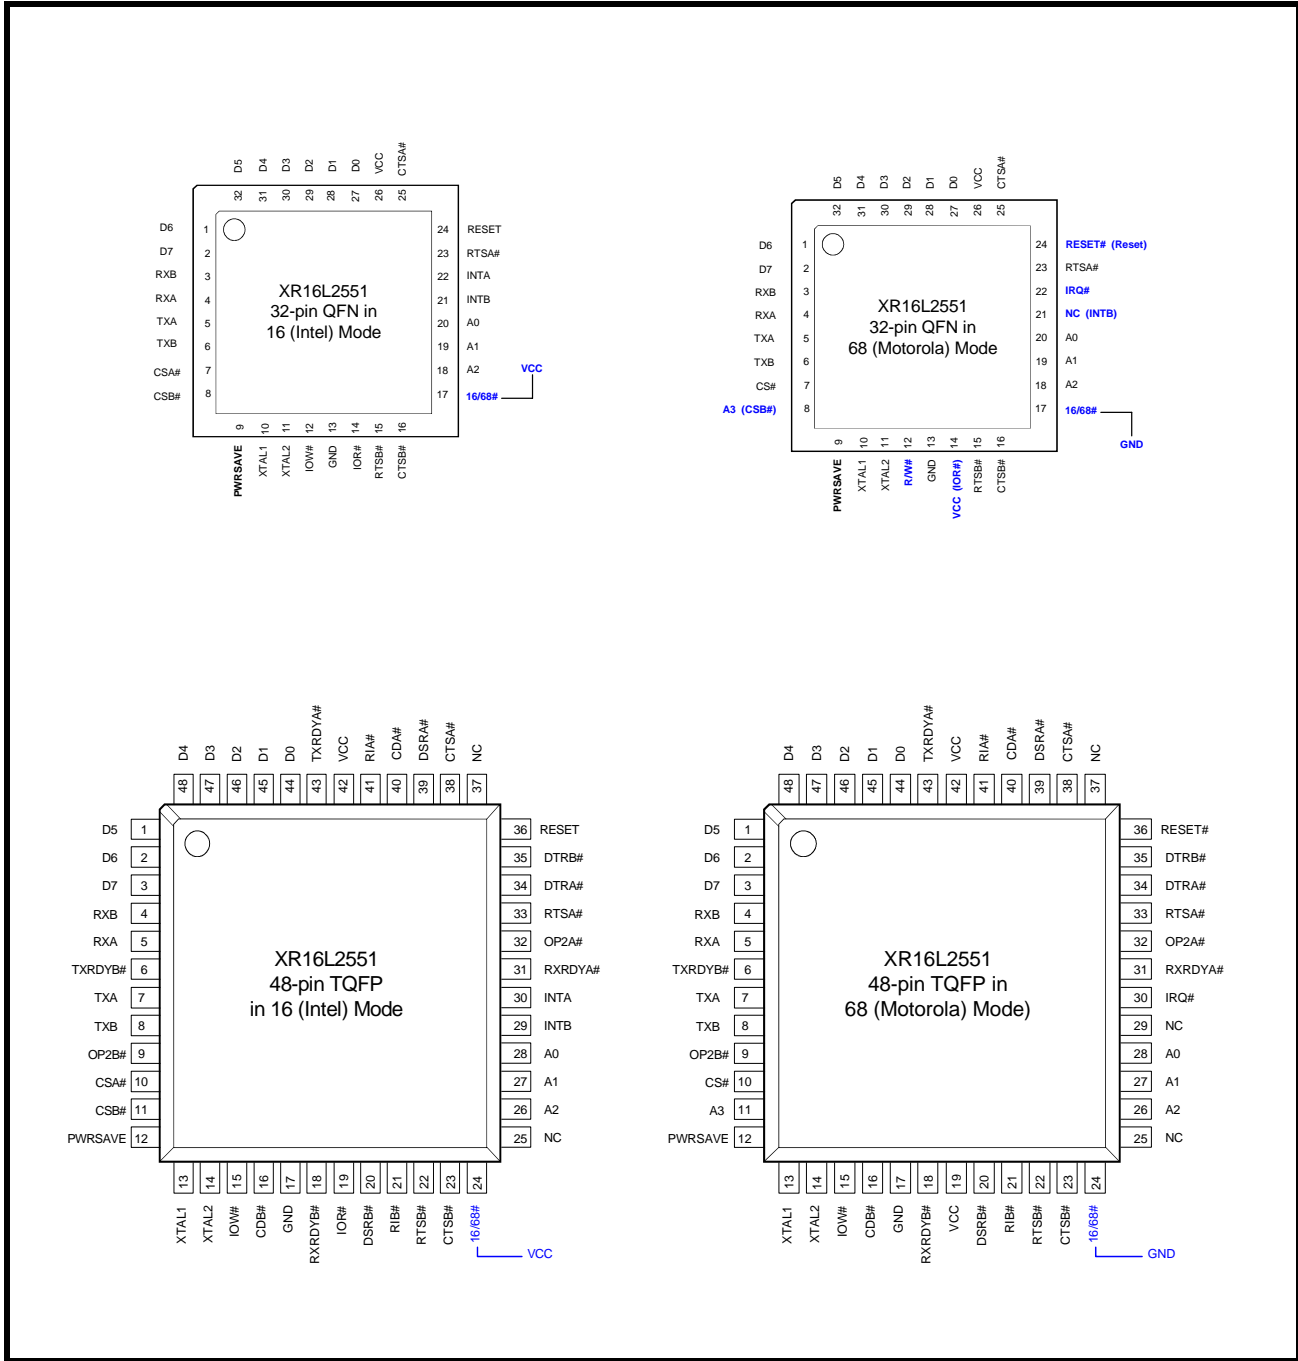 D5 D4 D3 D2 D1 D0 VCC CTSA#
32 31 30 29 28 27 26 25
D6 1
D7 2
RXB 3
RXA 4
TXA 5
TXB 6
CSA# 7
CSB# 8
XR16L2551
32-pin QFN in
16 (Intel) Mode
24 RESET
23 RTSA#
22 INTA
21 INTB
20 A0
19 A1
18 A2
17 16/68#
VCC
9 10 11 12 13 14 15 16
PWRSAVE XTAL1 XTAL2 IOW# GND IOR# RTSB# CTSB#
D5 D4 D3 D2 D1 D0 VCC CTSA#
32 31 30 29 28 27 26 25
D6 1
D7 2
RXB 3
RXA 4
TXA 5
TXB 6
CS# 7
A3 (CSB#) 8
XR16L2551
32-pin QFN in
68 (Motorola) Mode
24 RESET# (Reset)
23 RTSA#
22 IRQ#
21 NC (INTB)
20 A0
19 A1
18 A2
17 16/68#
GND
9 10 11 12 13 14 15 16
PWRSAVE XTAL1 XTAL2 R/W# GND VCC (IOR#) RTSB# CTSB#
D4 D3 D2 D1 D0 TXRDYA# VCC RIA# CDA# DSRA# CTSA# NC
48 47 46 45 44 43 42 41 40 39 38 37
D5 1
D6 2
D7 3
RXB 4
RXA 5
TXRDYB# 6
TXA 7
TXB 8
OP2B# 9
CSA# 10
CSB# 11
PWRSAVE 12
XR16L2551
48-pin TQFP
in 16 (Intel) Mode
36 RESET
35 DTRB#
34 DTRA#
33 RTSA#
32 OP2A#
31 RXRDYA#
30 INTA
29 INTB
28 A0
27 A1
26 A2
25 NC
13 14 15 16 17 18 19 20 21 22 23 24
XTAL1 XTAL2 IOW# CDB# GND RXRDYB# IOR# DSRB# RIB# RTSB# CTSB# 16/68#
VCC
D4 D3 D2 D1 D0 TXRDYA# VCC RIA# CDA# DSRA# CTSA# NC
48 47 46 45 44 43 42 41 40 39 38 37
D5 1
D6 2
D7 3
RXB 4
RXA 5
TXRDYB# 6
TXA 7
TXB 8
OP2B# 9
CS# 10
A3 11
PWRSAVE 12
XR16L2551
48-pin TQFP in
68 (Motorola) Mode)
36 RESET#
35 DTRB#
34 DTRA#
33 RTSA#
32 OP2A#
31 RXRDYA#
30 IRQ#
29 NC
28 A0
27 A1
26 A2
25 NC
13 14 15 16 17 18 19 20 21 22 23 24
XTAL1 XTAL2 IOW# CDB# GND RXRDYB# VCC DSRB# RIB# RTSB# CTSB# 16/68#
GND